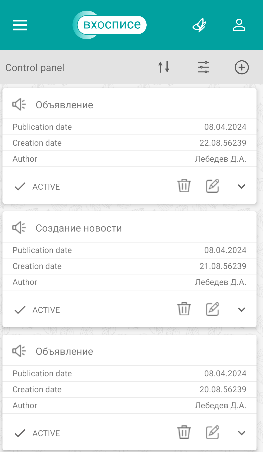 вхосписе
Control panel
Объявление
Publication date 08.04.2024
Creation date 22.08.56239
Author Лебедев Д.А.
ACTIVE
Создание новости
Publication date 08.04.2024
Creation date 21.08.56239
Author Лебедев Д.А.
ACTIVE
Объявление
Publication date 08.04.2024
Creation date 20.08.56239
Author Лебедев Д.А.
ACTIVE